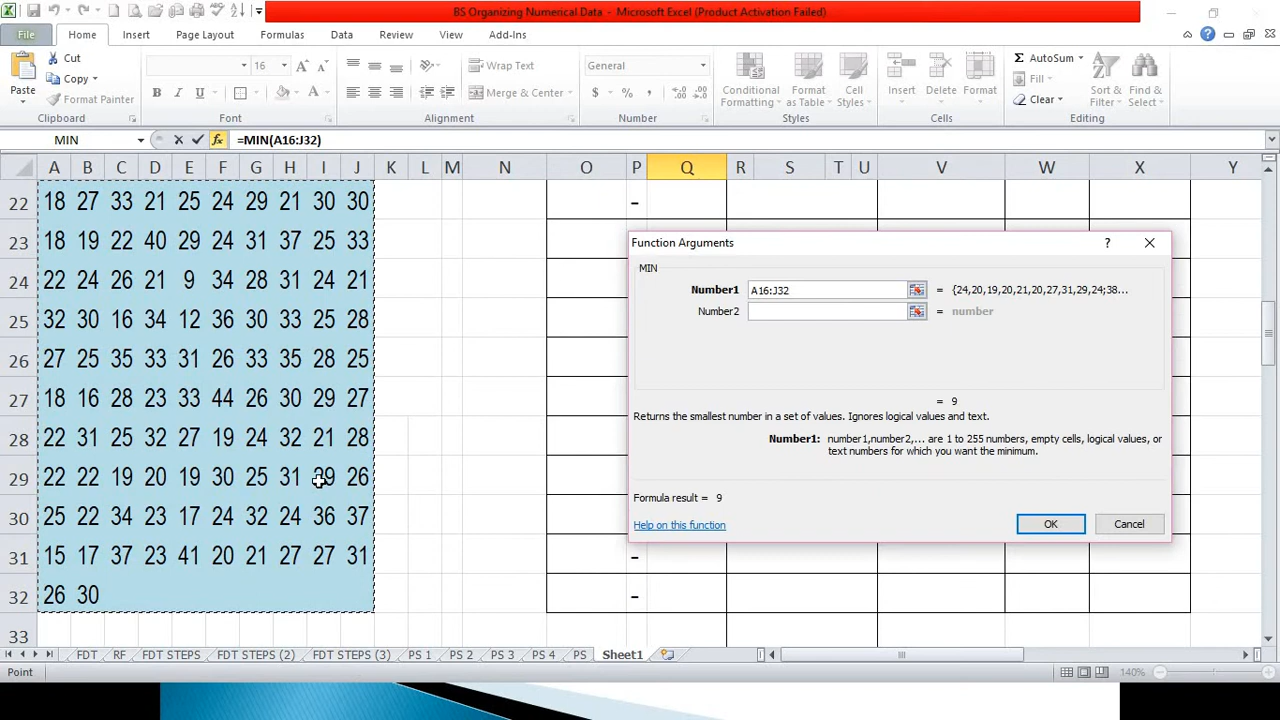 BS Organizing Numerical Data - Microsoft Excel (Product Activation Failed)
File Home Insert Page Layout Formulas Data Review View Add-Ins
Paste Cut Copy Format Painter
16
Wrap Text Merge & Center
General
$ % ,
Conditional Formatting Format as Table Cell Styles
Insert Delete Format
Σ AutoSum Fill Clear
Sort & Filter Find & Select
Clipboard Font Alignment Number Styles Cells Editing
MIN fx =MIN(A16:J32)
A B C D E F G H I J K L M N O P Q R S T U V W X Y
22 18 27 33 21 25 24 29 21 30 30 -
23 18 19 22 40 29 24 31 37 25 33
24 22 24 26 21 9 34 28 31 24 21
25 32 30 16 34 12 36 30 33 25 28
26 27 25 35 33 31 26 33 35 28 25
27 18 16 28 23 33 44 26 30 29 27
28 22 31 25 32 27 19 24 32 21 28
29 22 22 19 20 19 30 25 31 26
30 25 22 34 23 17 24 32 24 36 37
31 15 17 37 23 41 20 21 27 27 31 -
32 26 30 -
33
Function Arguments ?
MIN
Number1 A16:J32 = {24,20,19,20,21,20,27,31,29,24;38...
Number2 = number
= 9
Returns the smallest number in a set of values. Ignores logical values and text.
Number1: number1,number2,... are 1 to 255 numbers, empty cells, logical values, or
text numbers for which you want the minimum.
Formula result = 9
Help on this function OK Cancel
FDT RF FDT STEPS FDT STEPS (2) FDT STEPS (3) PS 1 PS 2 PS 3 PS 4 PS Sheet1
Point 140%